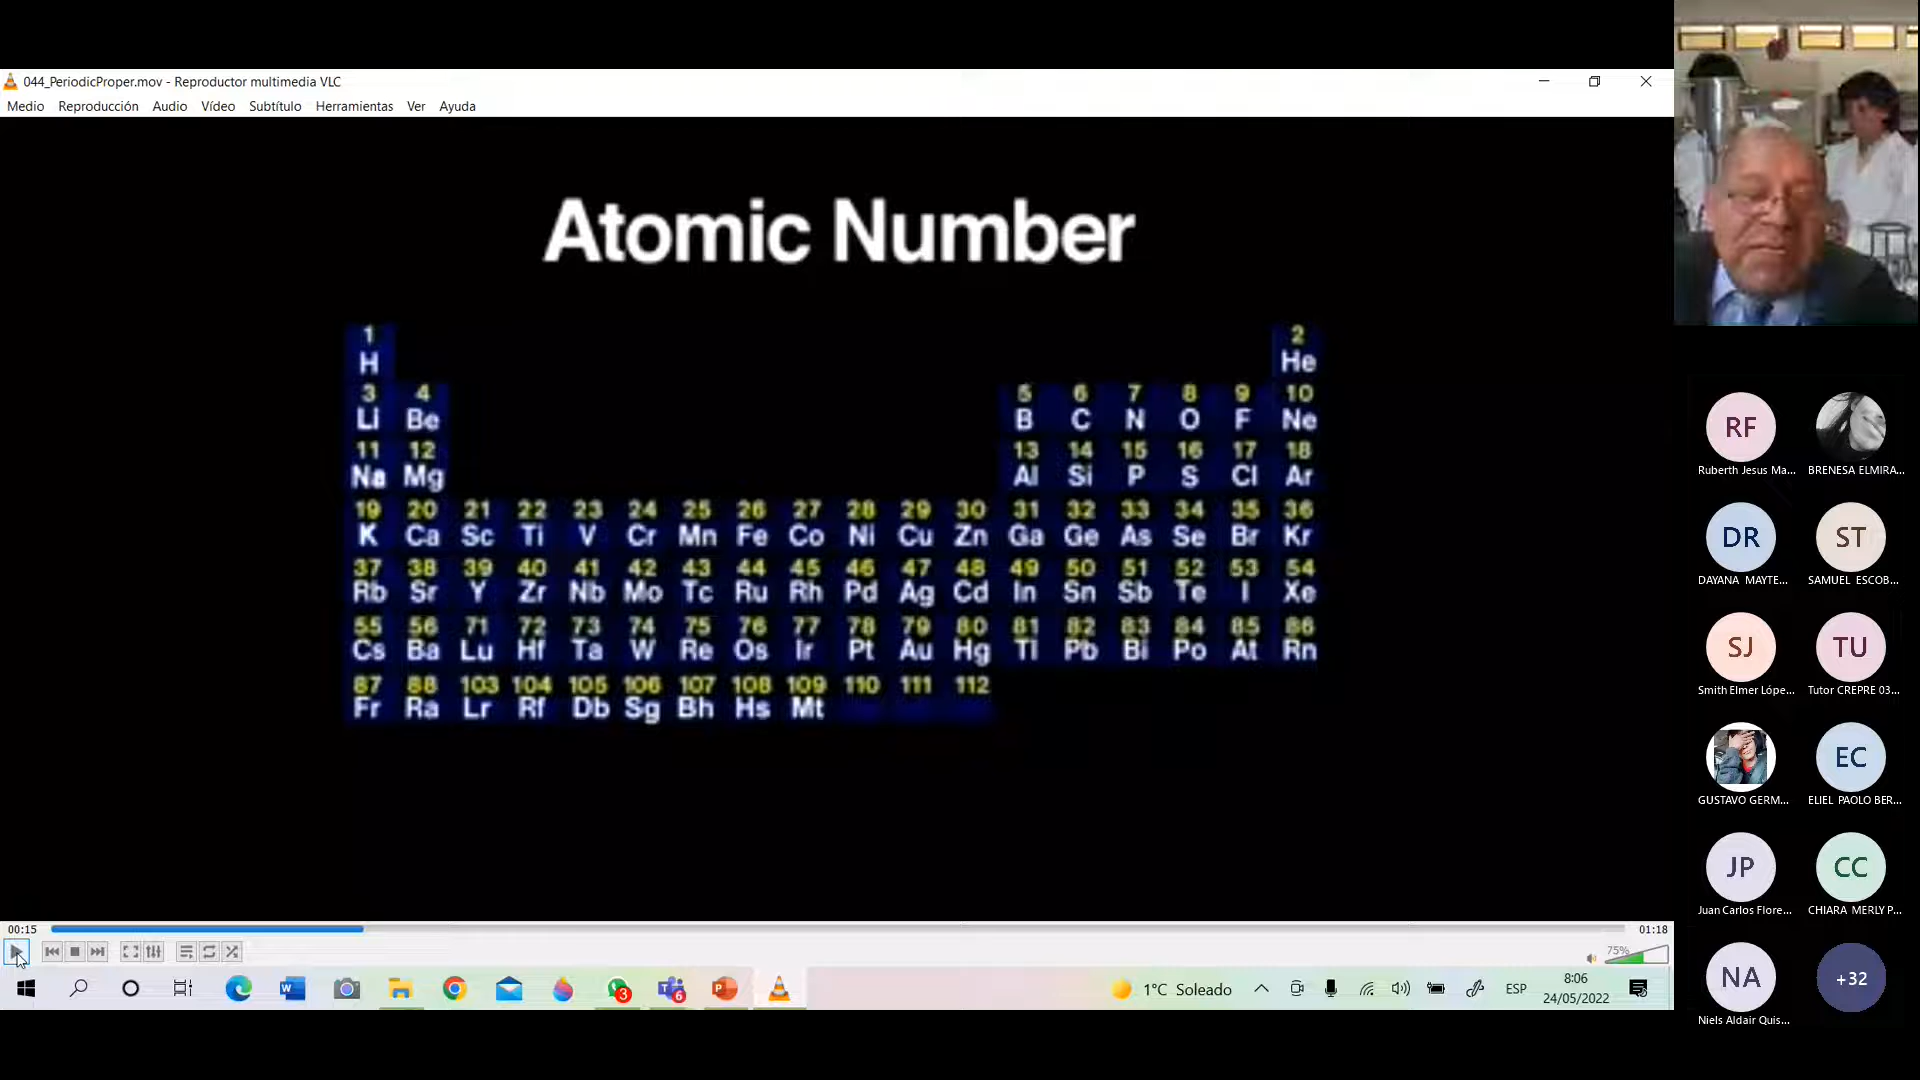 044_PeriodicProper.mov - Reproductor multimedia VLC
Medio Reproducción Audio Vídeo Subtítulo Herramientas Ver Ayuda
Atomic Number
1 2
H He
3 4 5 6 7 8 9 10
Li Be B C N O F Ne
11 12 13 14 15 16 17 18
Na Mg Al Si P S Cl Ar
19 20 21 22 23 24 25 26 27 28 29 30 31 32 33 34 35 36
K Ca Sc Ti V Cr Mn Fe Co Ni Cu Zn Ga Ge As Se Br Kr
37 38 39 40 41 42 43 44 45 46 47 48 49 50 51 52 53 54
Rb Sr Y Zr Nb Mo Tc Ru Rh Pd Ag Cd In Sn Sb Te I Xe
55 56 71 72 73 74 75 76 77 78 79 80 81 82 83 84 85 86
Cs Ba Lu Hf Ta W Re Os Ir Pt Au Hg Tl Pb Bi Po At Rn
87 88 103 104 105 106 107 108 109 110 111 112
Fr Ra Lr Rf Db Sg Bh Hs Mt
00:15 01:18
75%
3 6
1°C Soleado ESP
8:06
24/05/2022
RF
Ruberth Jesus Ma... BRENESA ELMIRA...
DR ST
DAYANA MAYTE... SAMUEL ESCOB...
SJ TU
Smith Elmer Lópe... Tutor CREPRE 03...
EC
GUSTAVO GERM... ELIEL PAOLO BER...
JP CC
Juan Carlos Flore... CHIARA MERLY P...
NA +32
Niels Aldair Quis...